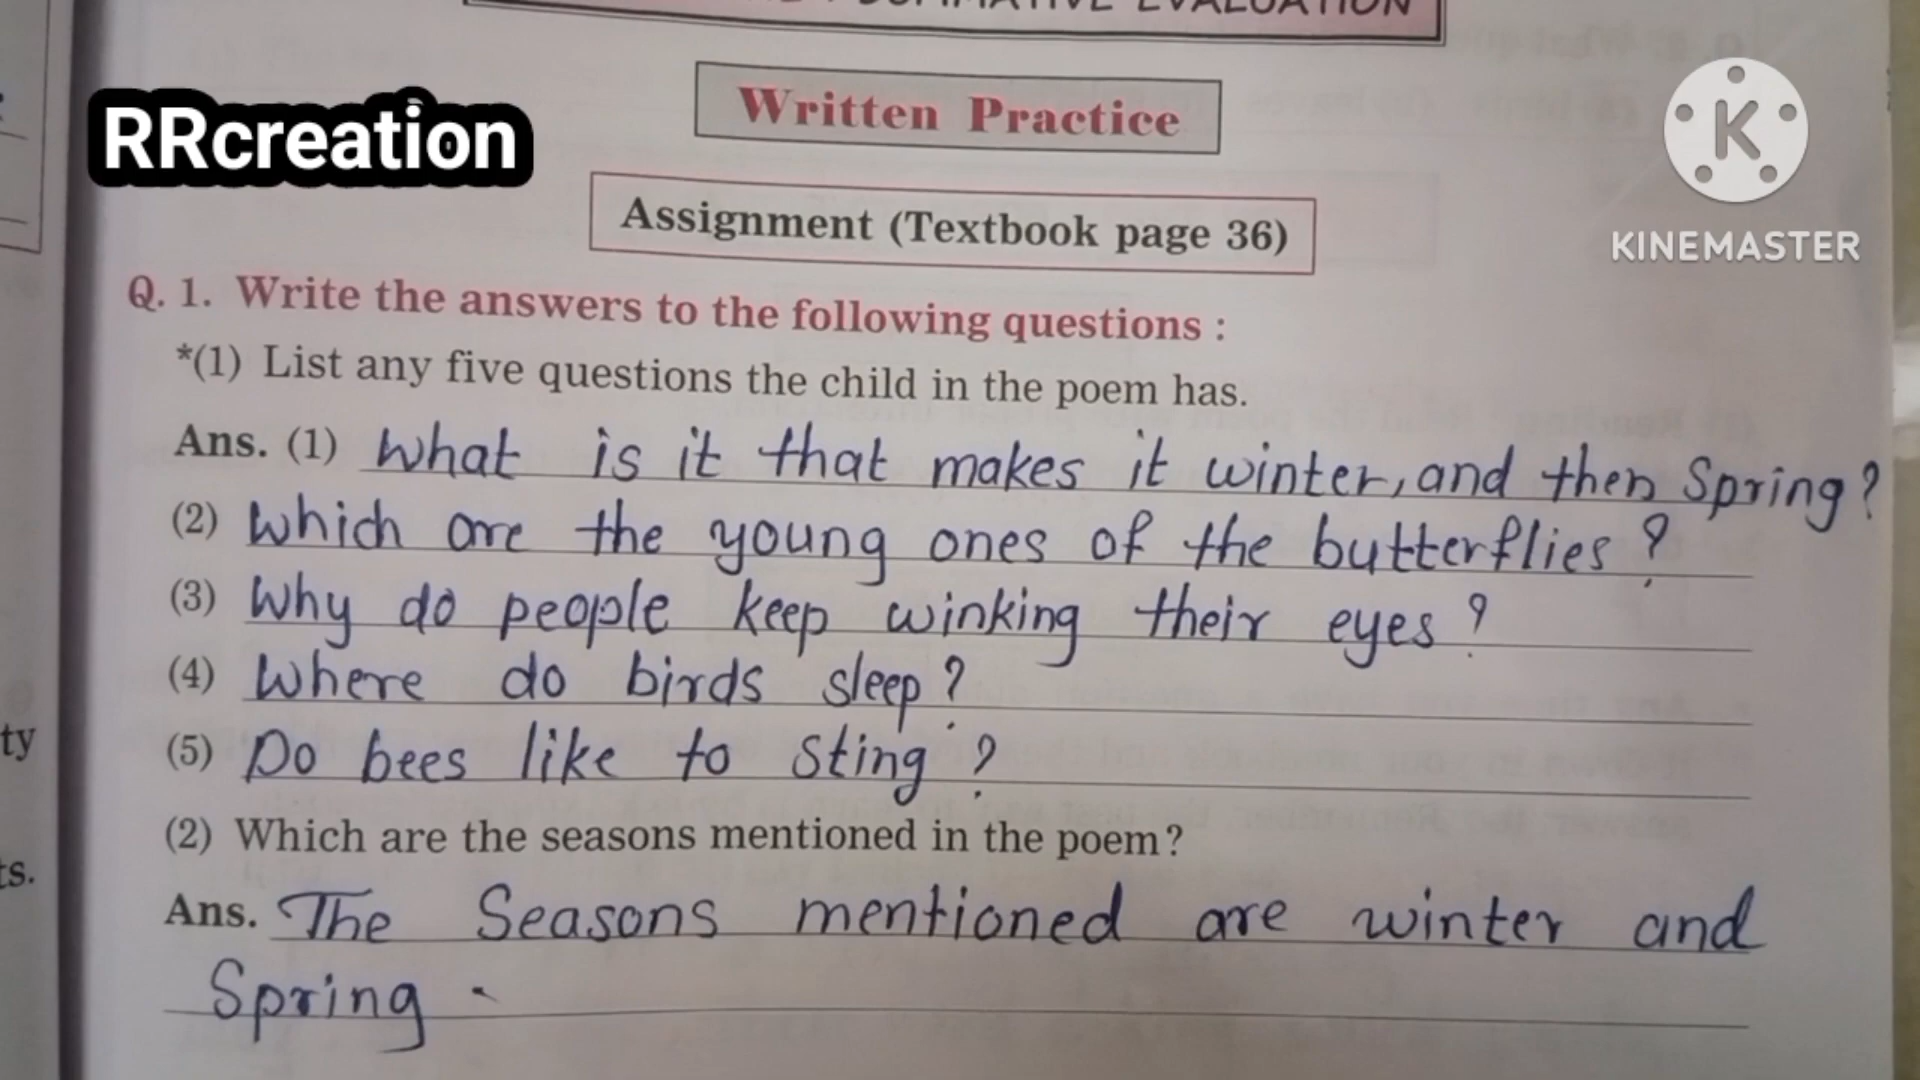 SUMMATIVE EVALUATION
Written Practice
RRcreation
K
KINEMASTER
Assignment (Textbook page 36)
Q. 1. Write the answers to the following questions :
*(1) List any five questions the child in the poem has.
Ans. (1) What is it that makes it winter, and then Spring?
(2) Which are the young ones of the butterflies?
(3) Why do people keep winking their eyes?
(4) Where do birds sleep?
(5) Do bees like to Sting?
(2) Which are the seasons mentioned in the poem?
Ans. The Seasons mentioned are winter and
Spring.
ty
ts.